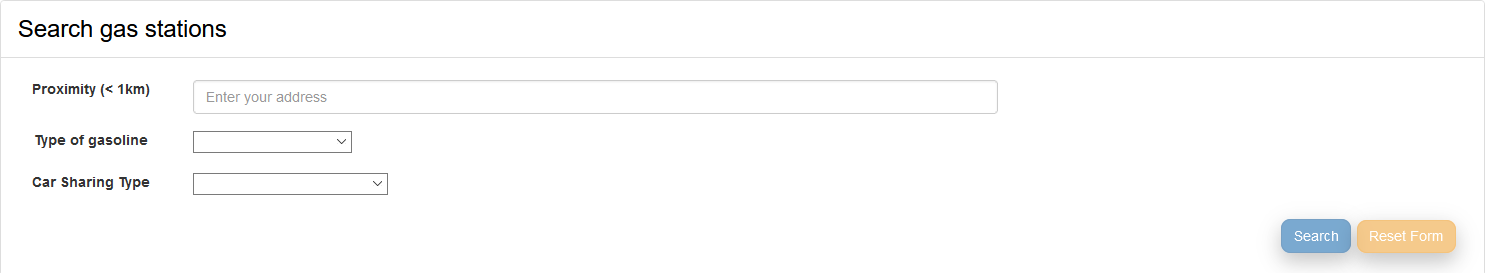 Search gas stations
Proximity (< 1km)
Enter your address
Type of gasoline
Car Sharing Type
Search
Reset Form